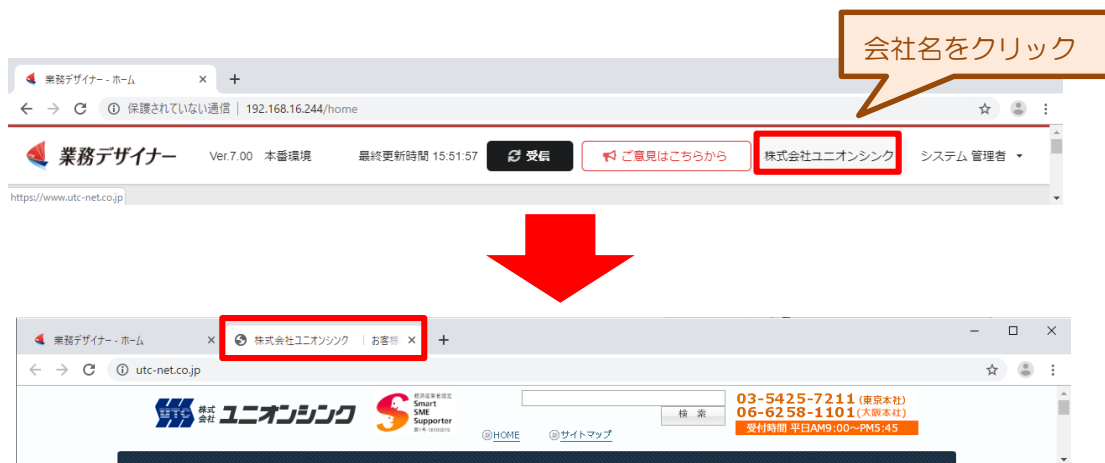 会社名をクリック
業務デザイナー - ホーム
保護されていない通信 | 192.168.16.244/home
業務デザイナー Ver.7.00 本番環境 最終更新時間 15:51:57 受信 ご意見はこちらから 株式会社ユニオンシンク システム 管理者
https://www.utc-net.co.jp
業務デザイナー - ホーム 株式会社ユニオンシンク | お客様
utc-net.co.jp
UTC 株式会社 ユニオンシンク
経済産業省認定
Smart
SME
Supporter
検 索
HOME サイトマップ
03-5425-7211(東京本社)
06-6258-1101(大阪本社)
受付時間 平日AM9:00～PM5:45